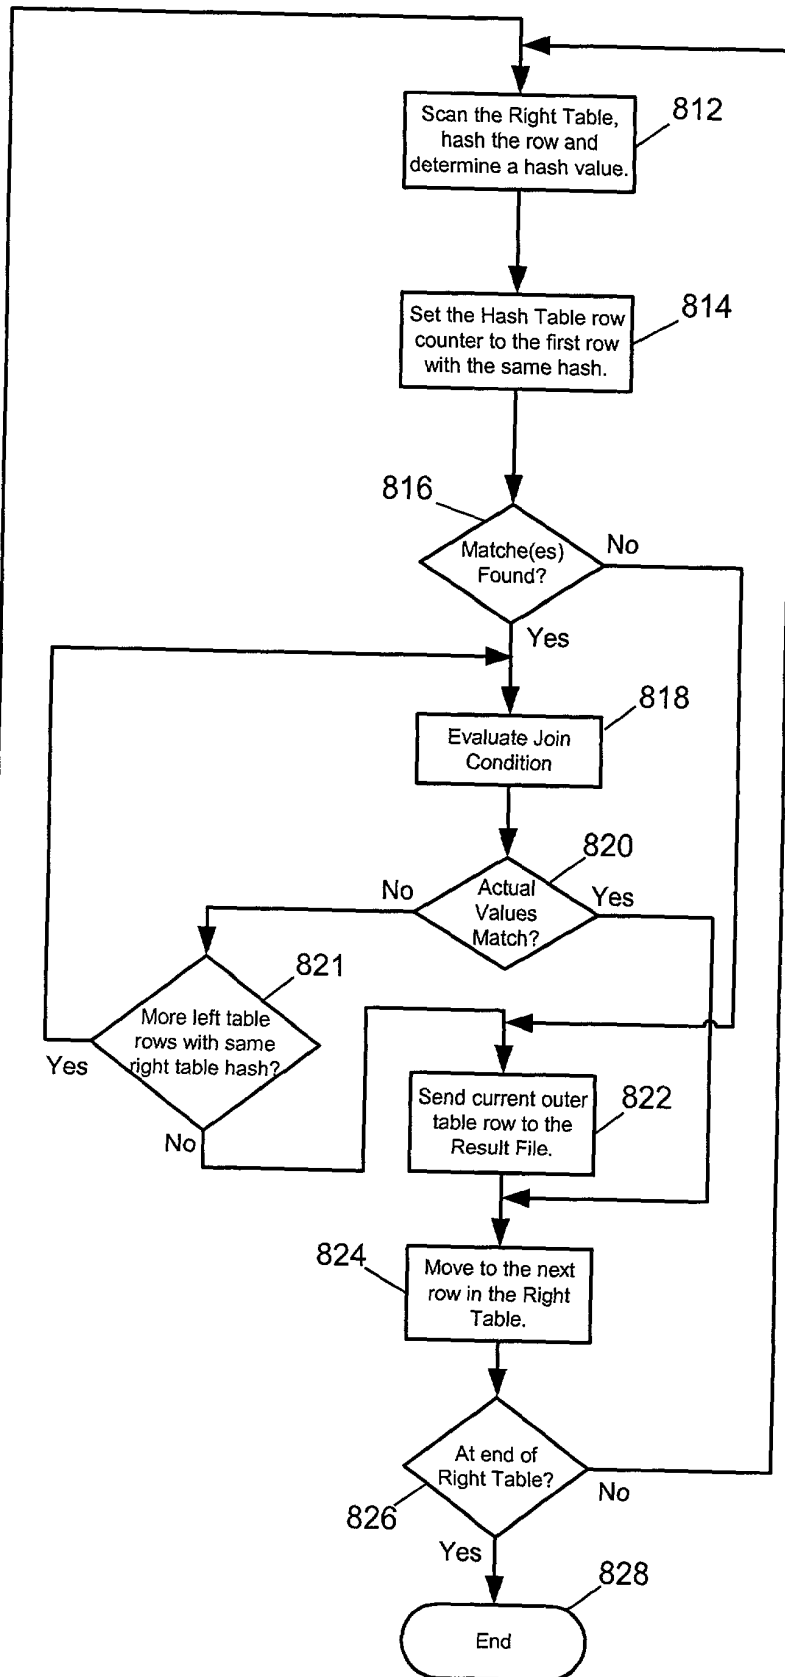 Scan the Right Table,
hash the row and
determine a hash value.
812
Set the Hash Table row
counter to the first row
with the same hash.
814
816
Matche(es)
Found?
No
Yes
818
Evaluate Join
Condition
820
No
Actual
Values
Match?
Yes
821
More left table
rows with same
right table hash?
Yes
No
Send current outer
table row to the
Result File.
822
824
Move to the next
row in the Right
Table.
At end of
Right Table?
No
826
Yes
828
End